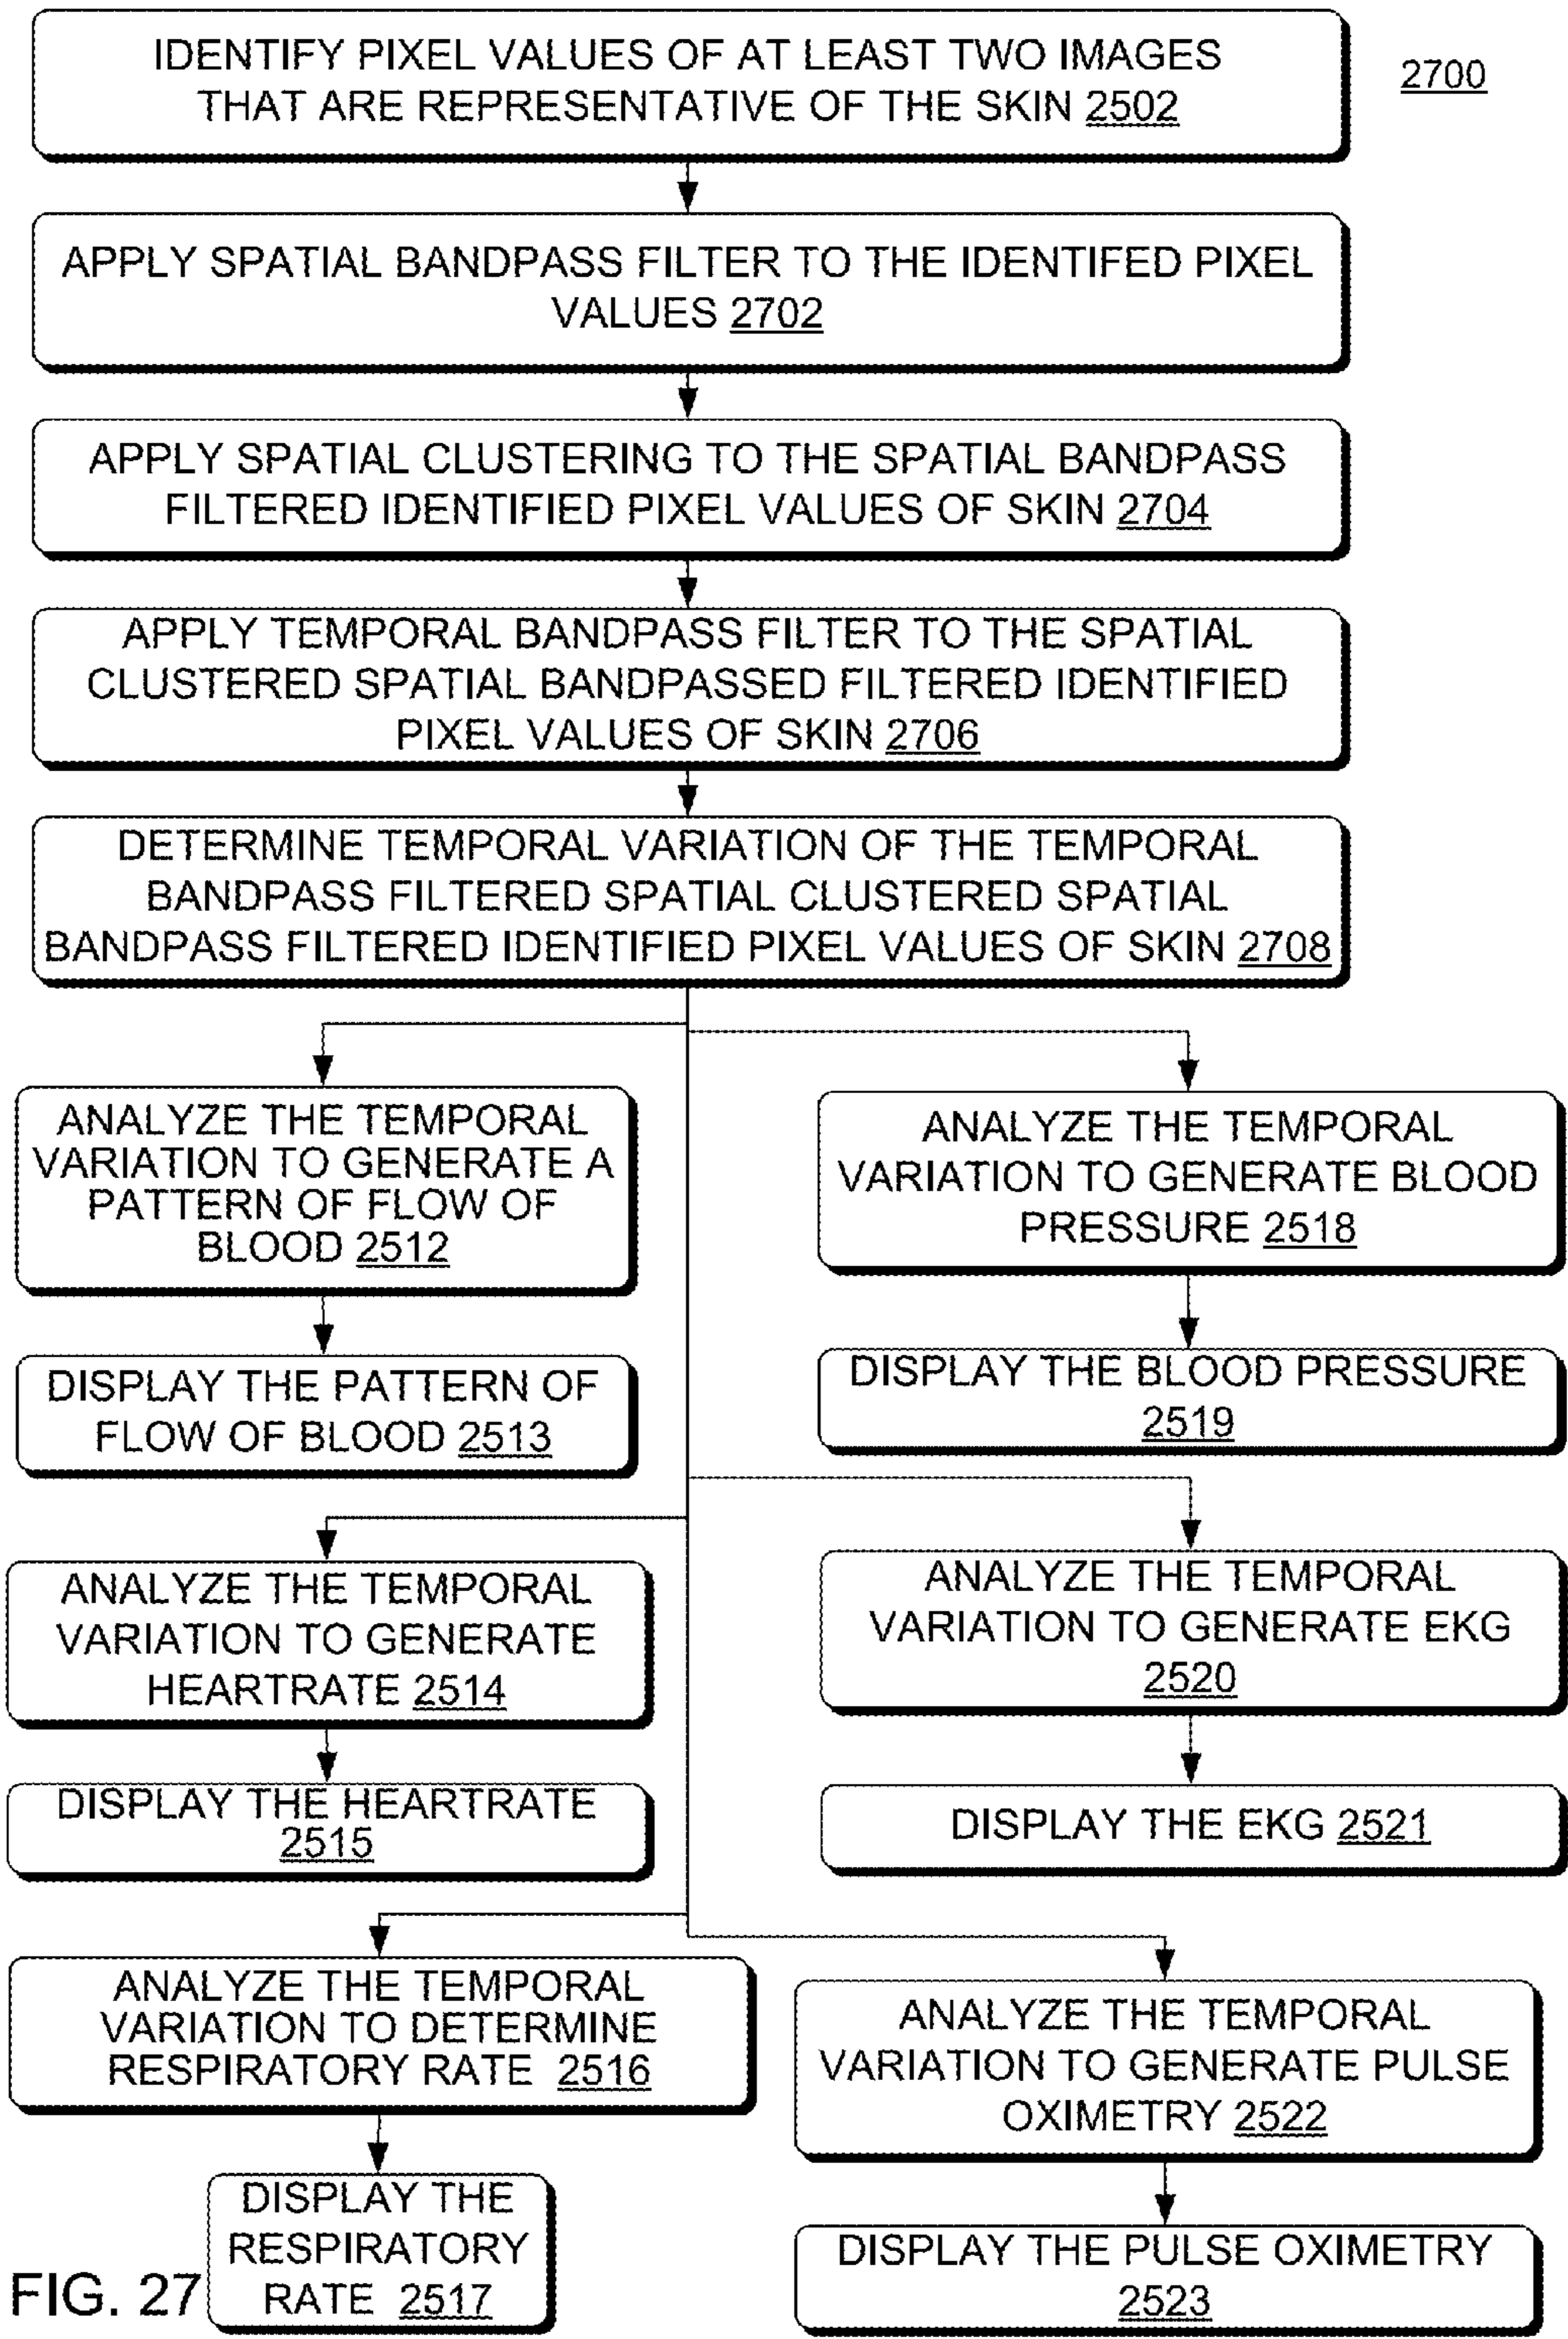 IDENTIFY PIXEL VALUES OF AT LEAST TWO IMAGES
THAT ARE REPRESENTATIVE OF THE SKIN 2502
2700
APPLY SPATIAL BANDPASS FILTER TO THE IDENTIFED PIXEL
VALUES 2702
APPLY SPATIAL CLUSTERING TO THE SPATIAL BANDPASS
FILTERED IDENTIFIED PIXEL VALUES OF SKIN 2704
APPLY TEMPORAL BANDPASS FILTER TO THE SPATIAL
CLUSTERED SPATIAL BANDPASSED FILTERED IDENTIFIED
PIXEL VALUES OF SKIN 2706
DETERMINE TEMPORAL VARIATION OF THE TEMPORAL
BANDPASS FILTERED SPATIAL CLUSTERED SPATIAL
BANDPASS FILTERED IDENTIFIED PIXEL VALUES OF SKIN 2708
ANALYZE THE TEMPORAL
VARIATION TO GENERATE A
PATTERN OF FLOW OF
BLOOD 2512
ANALYZE THE TEMPORAL
VARIATION TO GENERATE BLOOD
PRESSURE 2518
DISPLAY THE PATTERN OF
FLOW OF BLOOD 2513
DISPLAY THE BLOOD PRESSURE
2519
ANALYZE THE TEMPORAL
VARIATION TO GENERATE
HEARTRATE 2514
ANALYZE THE TEMPORAL
VARIATION TO GENERATE EKG
2520
DISPLAY THE HEARTRATE
2515
DISPLAY THE EKG 2521
ANALYZE THE TEMPORAL
VARIATION TO DETERMINE
RESPIRATORY RATE 2516
ANALYZE THE TEMPORAL
VARIATION TO GENERATE PULSE
OXIMETRY 2522
DISPLAY THE
RESPIRATORY
RATE 2517
DISPLAY THE PULSE OXIMETRY
2523
FIG. 27